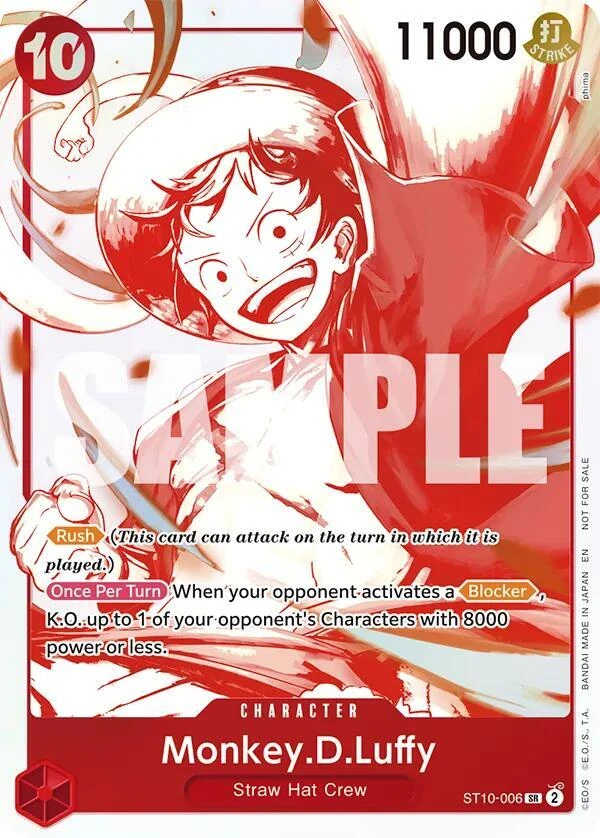 10
11000
打
STRIKE
phima
SAMPLE
Rush (This card can attack on the turn in which it is
played.)
Once Per Turn When your opponent activates a Blocker,
K.O. up to 1 of your opponent's Characters with 8000
power or less.
CHARACTER
Monkey.D.Luffy
Straw Hat Crew
ST10-006 SR 2
©E.O/S ©E.O./S., T.A. BANDAI MADE IN JAPAN EN NOT FOR SALE